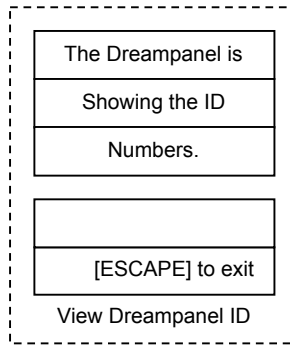 The Dreampanel is
Showing the ID
Numbers.
[ESCAPE] to exit
View Dreampanel ID